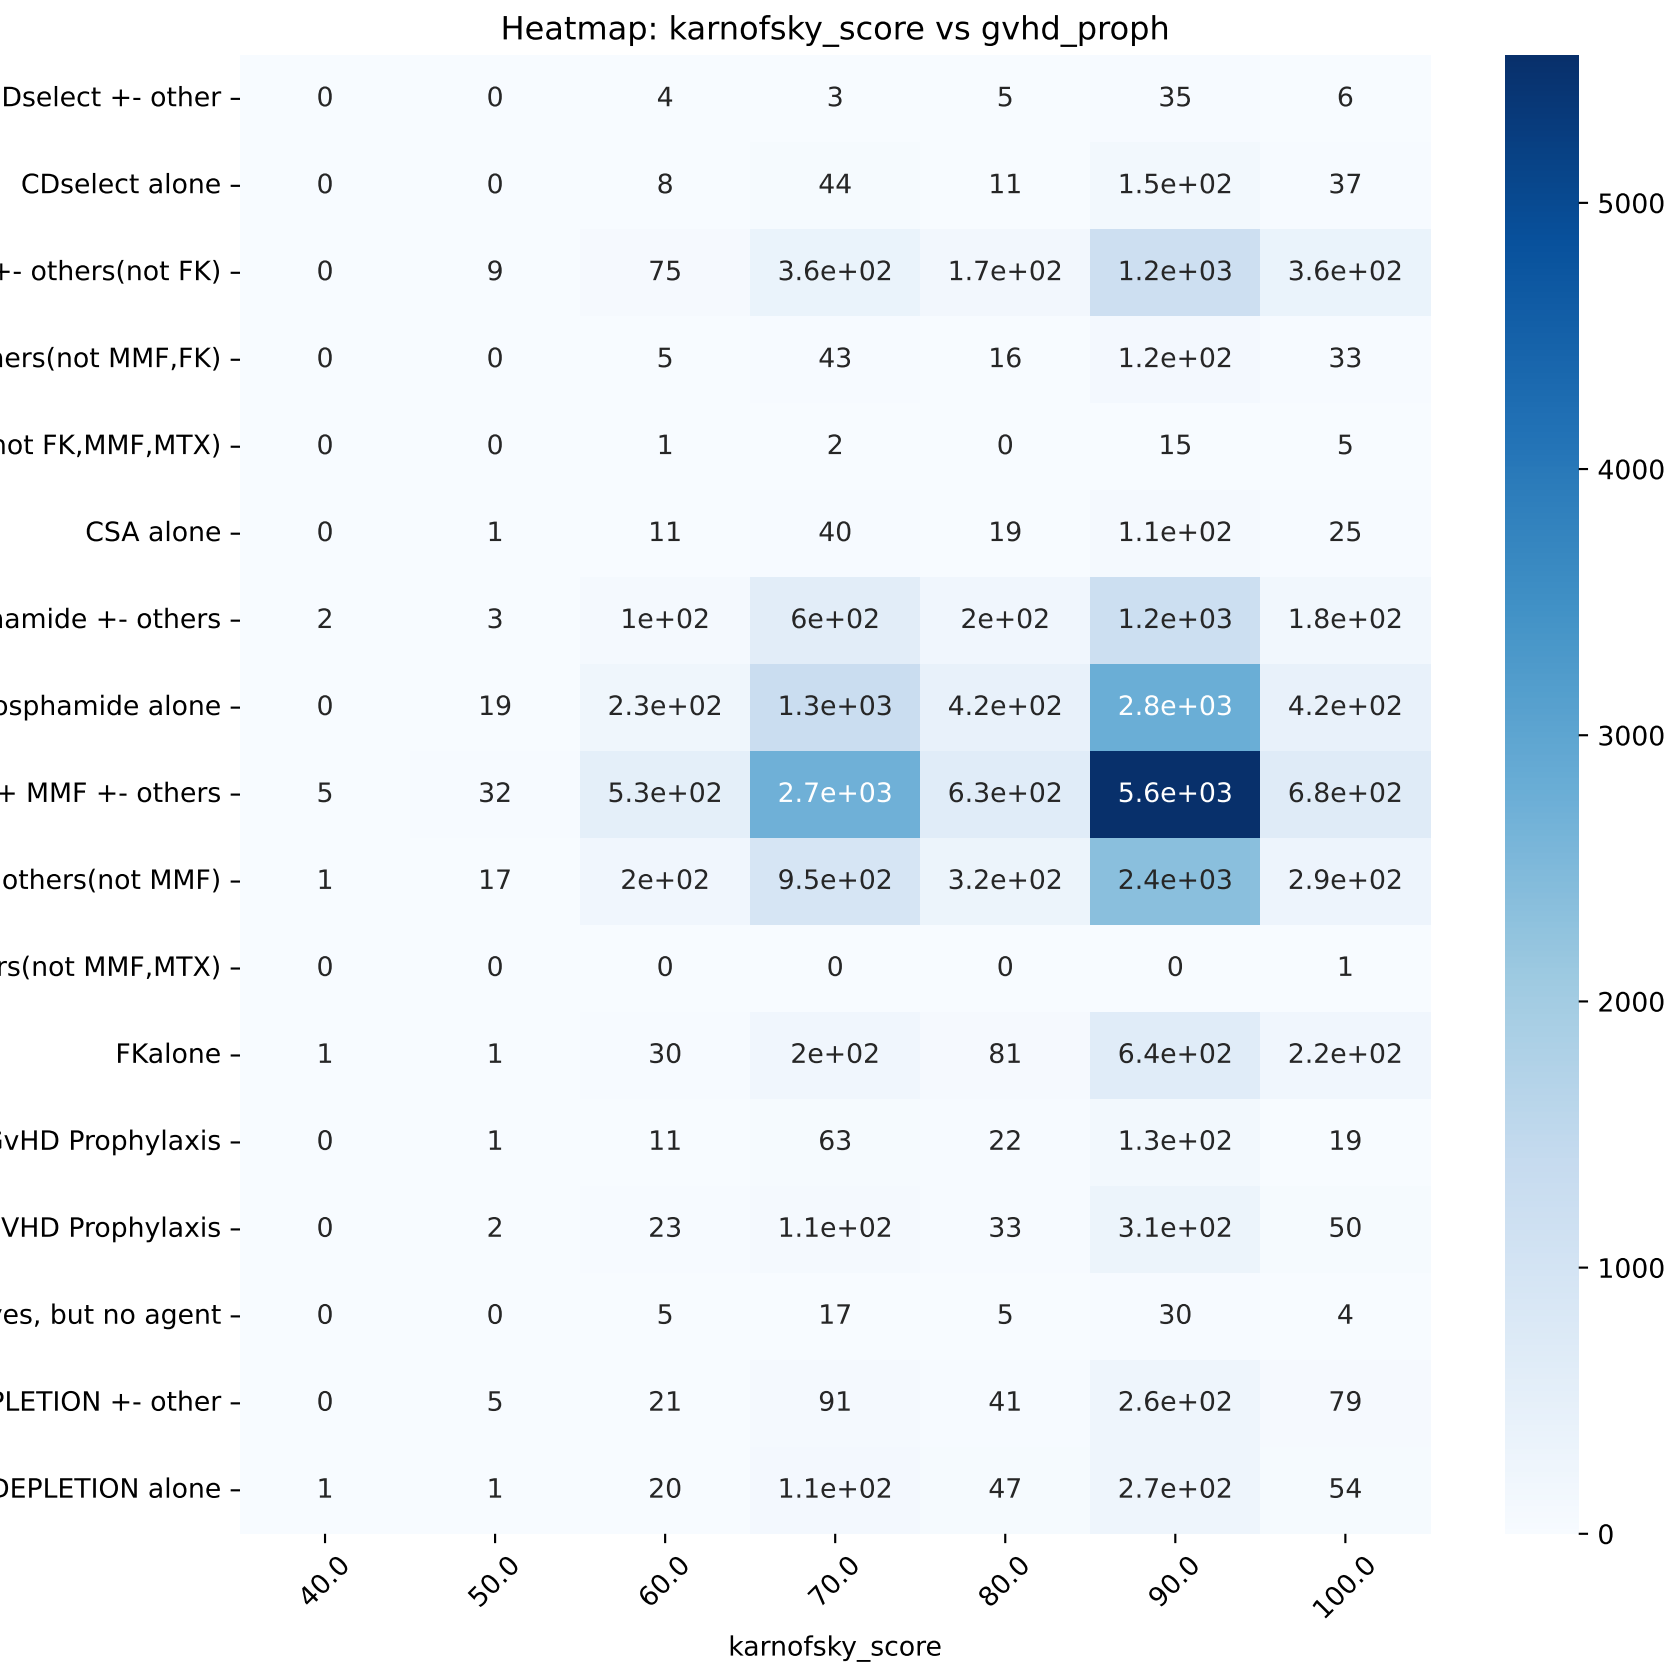 Heatmap: karnofsky_score vs gvhd_proph
Dselect +- other 0 0 4 3 5 35 6
CDselect alone 0 0 8 44 11 1.5e+02 37
+- others(not FK) 0 9 75 3.6e+02 1.7e+02 1.2e+03 3.6e+02
ers(not MMF,FK) 0 0 5 43 16 1.2e+02 33
not FK,MMF,MTX) 0 0 1 2 0 15 5
CSA alone 0 1 11 40 19 1.1e+02 25
amide +- others 2 3 1e+02 6e+02 2e+02 1.2e+03 1.8e+02
osphamide alone 0 19 2.3e+02 1.3e+03 4.2e+02 2.8e+03 4.2e+02
+ MMF +- others 5 32 5.3e+02 2.7e+03 6.3e+02 5.6e+03 6.8e+02
others(not MMF) 1 17 2e+02 9.5e+02 3.2e+02 2.4e+03 2.9e+02
rs(not MMF,MTX) 0 0 0 0 0 0 1
FKalone 1 1 30 2e+02 81 6.4e+02 2.2e+02
GvHD Prophylaxis 0 1 11 63 22 1.3e+02 19
VHD Prophylaxis 0 2 23 1.1e+02 33 3.1e+02 50
yes, but no agent 0 0 5 17 5 30 4
PLETION +- other 0 5 21 91 41 2.6e+02 79
DEPLETION alone 1 1 20 1.1e+02 47 2.7e+02 54
40.0 50.0 60.0 70.0 80.0 90.0 100.0
karnofsky_score
5000
4000
3000
2000
1000
0